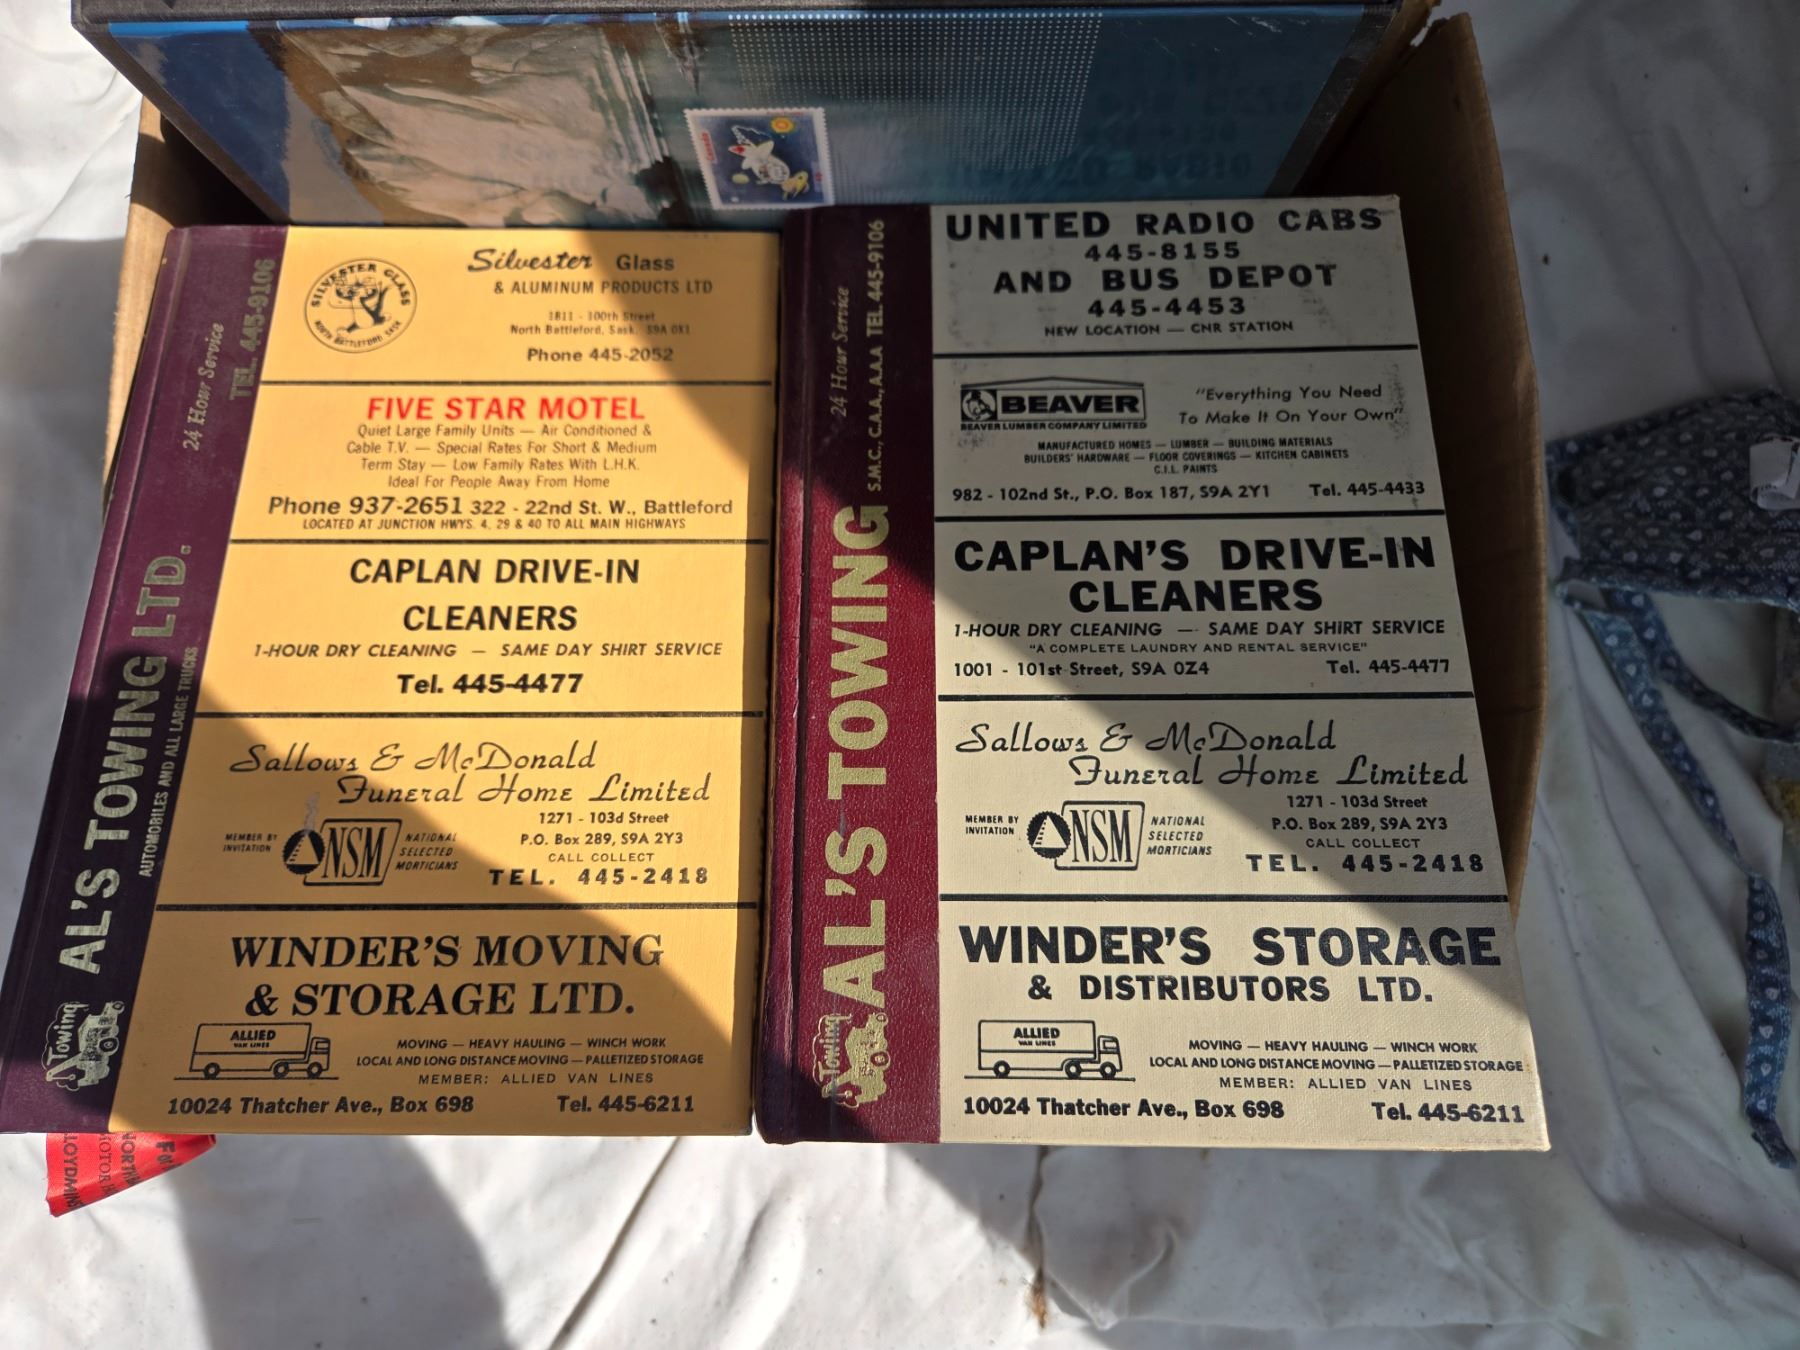 Canada
24 Hour Service
TEL. 445-9106
AL'S TOWING LTD.
AUTOMOBILES AND ALL LARGE TRUCKS
Towing
SILVESTER GLASS
NORTH BATTLEFORD, SASK
Silvester Glass
& ALUMINUM PRODUCTS LTD
1811 - 100th Street
North Battleford, Sask. S9A 0X1
Phone 445-2052
FIVE STAR MOTEL
Quiet Large Family Units — Air Conditioned &
Cable T.V. — Special Rates For Short & Medium
Term Stay — Low Family Rates With L.H.K.
Ideal For People Away From Home
Phone 937-2651 322 - 22nd St. W., Battleford
LOCATED AT JUNCTION HWYS. 4, 29 & 40 TO ALL MAIN HIGHWAYS
CAPLAN DRIVE-IN
CLEANERS
1-HOUR DRY CLEANING — SAME DAY SHIRT SERVICE
Tel. 445-4477
Sallows & McDonald
Funeral Home Limited
1271 - 103d Street
P.O. Box 289, S9A 2Y3
CALL COLLECT
TEL. 445-2418
MEMBER BY
INVITATION
NSM
NATIONAL
SELECTED
MORTICIANS
WINDER'S MOVING
& STORAGE LTD.
ALLIED
VAN LINES
MOVING — HEAVY HAULING — WINCH WORK
LOCAL AND LONG DISTANCE MOVING — PALLETIZED STORAGE
MEMBER: ALLIED VAN LINES
10024 Thatcher Ave., Box 698 Tel. 445-6211
24 Hour Service
S.M.C., C.A.A., A.A.A. TEL. 445-9106
AL'S TOWING
Towing
UNITED RADIO CABS
445-8155
AND BUS DEPOT
445-4453
NEW LOCATION — CNR STATION
BEAVER
BEAVER LUMBER COMPANY LIMITED
"Everything You Need
To Make It On Your Own"
MANUFACTURED HOMES — LUMBER — BUILDING MATERIALS
BUILDERS' HARDWARE — FLOOR COVERINGS — KITCHEN CABINETS
C.I.L. PAINTS
982 - 102nd St., P.O. Box 187, S9A 2Y1 Tel. 445-4433
CAPLAN'S DRIVE-IN
CLEANERS
1-HOUR DRY CLEANING — SAME DAY SHIRT SERVICE
"A COMPLETE LAUNDRY AND RENTAL SERVICE"
1001 - 101st Street, S9A 0Z4 Tel. 445-4477
Sallows & McDonald
Funeral Home Limited
1271 - 103d Street
P.O. Box 289, S9A 2Y3
CALL COLLECT
TEL. 445-2418
MEMBER BY
INVITATION
NSM
NATIONAL
SELECTED
MORTICIANS
WINDER'S STORAGE
& DISTRIBUTORS LTD.
ALLIED
VAN LINES
MOVING — HEAVY HAULING — WINCH WORK
LOCAL AND LONG DISTANCE MOVING — PALLETIZED STORAGE
MEMBER: ALLIED VAN LINES
10024 Thatcher Ave., Box 698 Tel. 445-6211